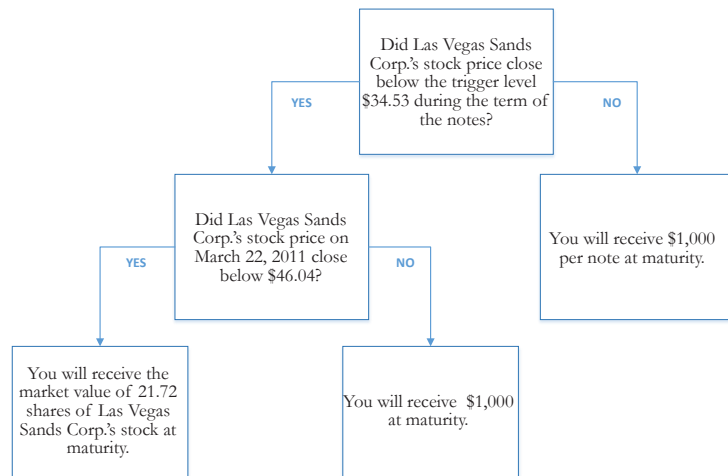 Did Las Vegas Sands
Corp.'s stock price close
below the trigger level
$34.53 during the term of
the notes?
YES
NO
Did Las Vegas Sands
Corp.'s stock price on
March 22, 2011 close
below $46.04?
You will receive $1,000
per note at maturity.
YES
NO
You will receive the
market value of 21.72
shares of Las Vegas
Sands Corp.'s stock at
maturity.
You will receive $1,000
at maturity.